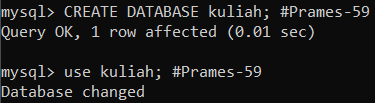 mysql> CREATE DATABASE kuliah; #Prames-59
Query OK, 1 row affected (0.01 sec)
mysql> use kuliah; #Prames-59
Database changed